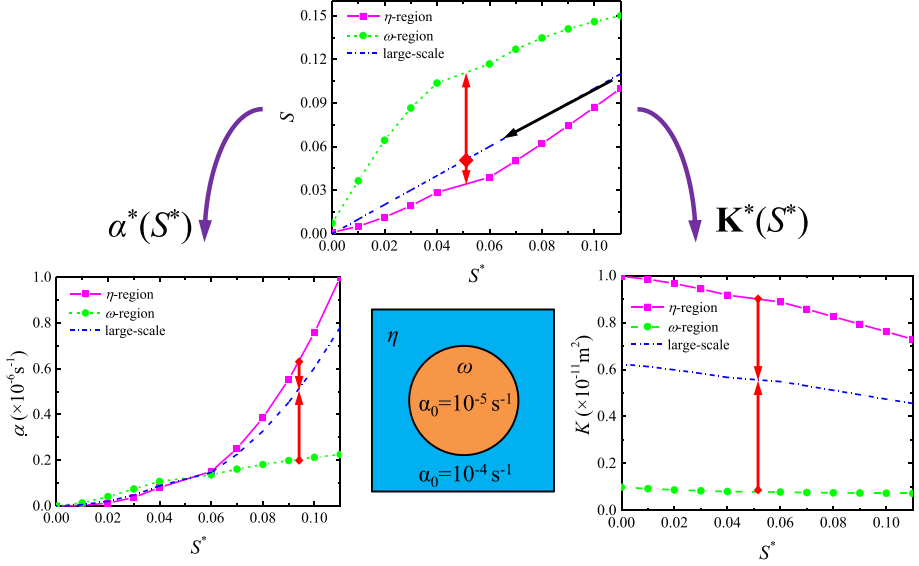 0.15
0.12
0.09
0.06
0.03
0.00
S
η-region
ω-region
large-scale
0.00 0.02 0.04 0.06 0.08 0.10
S*
α*(S*)
K*(S*)
1.0
0.8
0.6
0.4
0.2
0.0
α (×10⁻⁶s⁻¹)
η-region
ω-region
large-scale
0.00 0.02 0.04 0.06 0.08 0.10
S*
η
ω
α₀=10⁻⁵ s⁻¹
α₀=10⁻⁴ s⁻¹
1.0
0.8
0.6
0.4
0.2
0.0
K (×10⁻¹¹m²)
η-region
ω-region
large-scale
0.00 0.02 0.04 0.06 0.08 0.10
S*